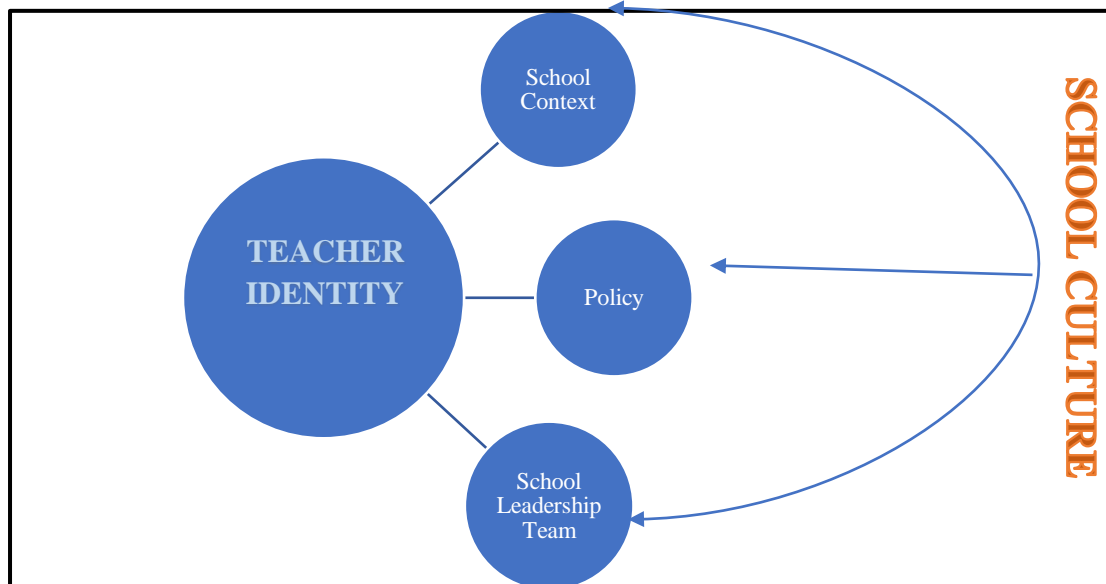 School
Context
TEACHER
IDENTITY
Policy
School
Leadership
Team
SCHOOL CULTURE